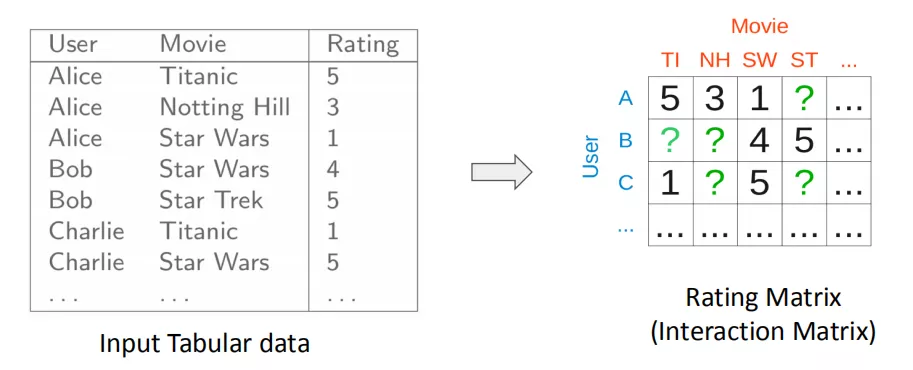 User Movie Rating
Alice Titanic 5
Alice Notting Hill 3
Alice Star Wars 1
Bob Star Wars 4
Bob Star Trek 5
Charlie Titanic 1
Charlie Star Wars 5
... ... ...
Input Tabular data
Movie
TI NH SW ST ...
User
A 5 3 1 ? ...
B ? ? 4 5 ...
C 1 ? 5 ? ...
... ... ... ... ... ...
Rating Matrix
(Interaction Matrix)